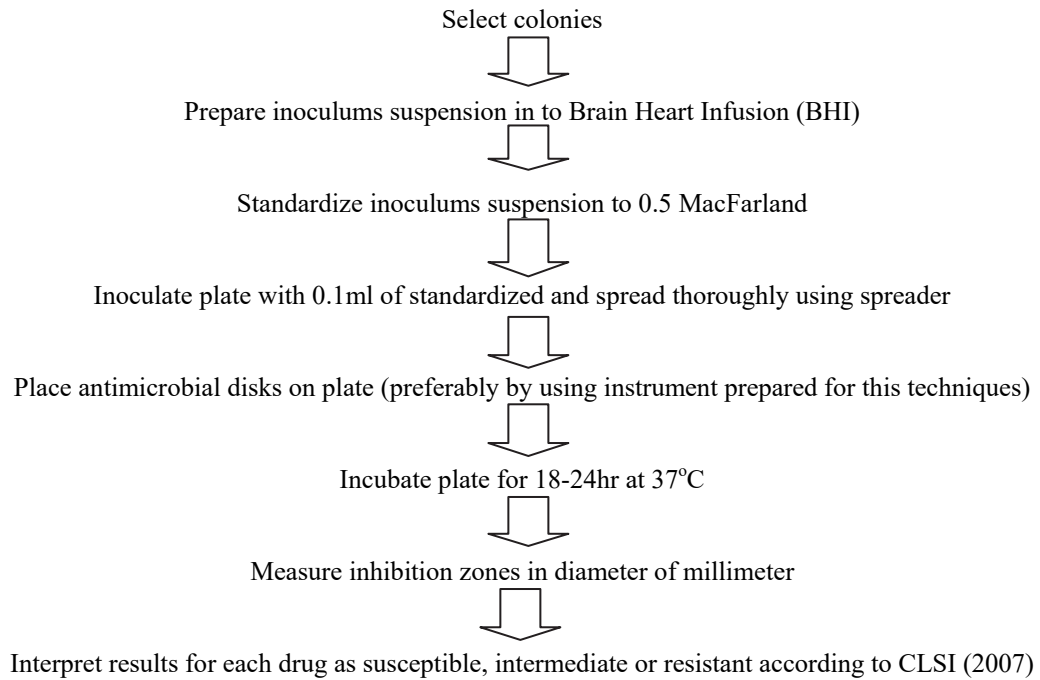 Select colonies
Prepare inoculums suspension in to Brain Heart Infusion (BHI)
Standardize inoculums suspension to 0.5 MacFarland
Inoculate plate with 0.1ml of standardized and spread thoroughly using spreader
Place antimicrobial disks on plate (preferably by using instrument prepared for this techniques)
Incubate plate for 18-24hr at 37°C
Measure inhibition zones in diameter of millimeter
Interpret results for each drug as susceptible, intermediate or resistant according to CLSI (2007)